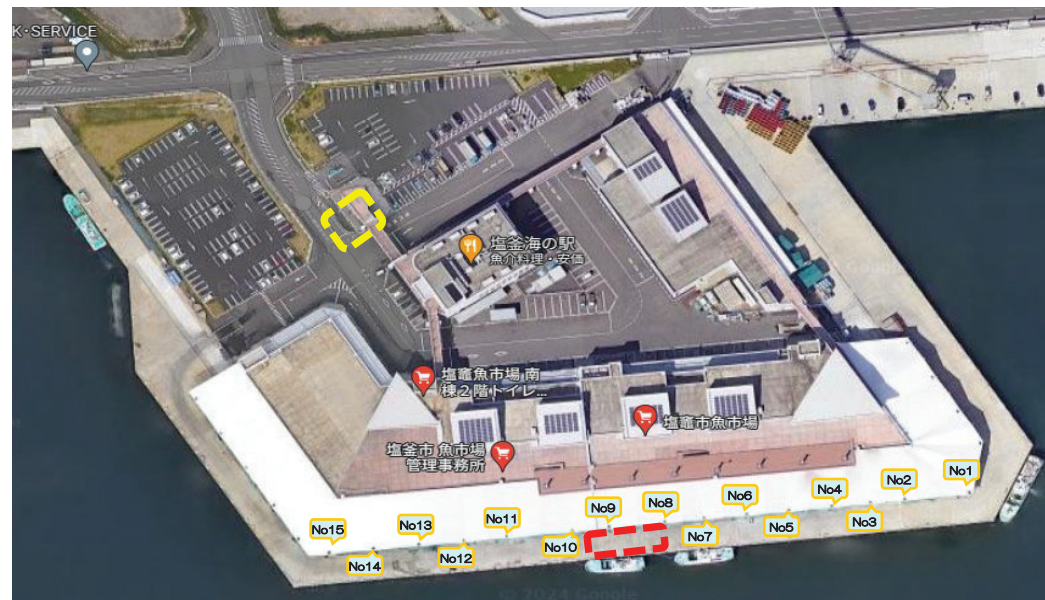 K・SERVICE
塩釜海の駅
魚介料理・安価
塩竈魚市場 南
棟２階トイレ...
塩竈市魚市場
塩釜市 魚市場
管理事務所
No1
No2
No3
No4
No5
No6
No7
No8
No9
No10
No11
No12
No13
No14
No15
© 2024 Google